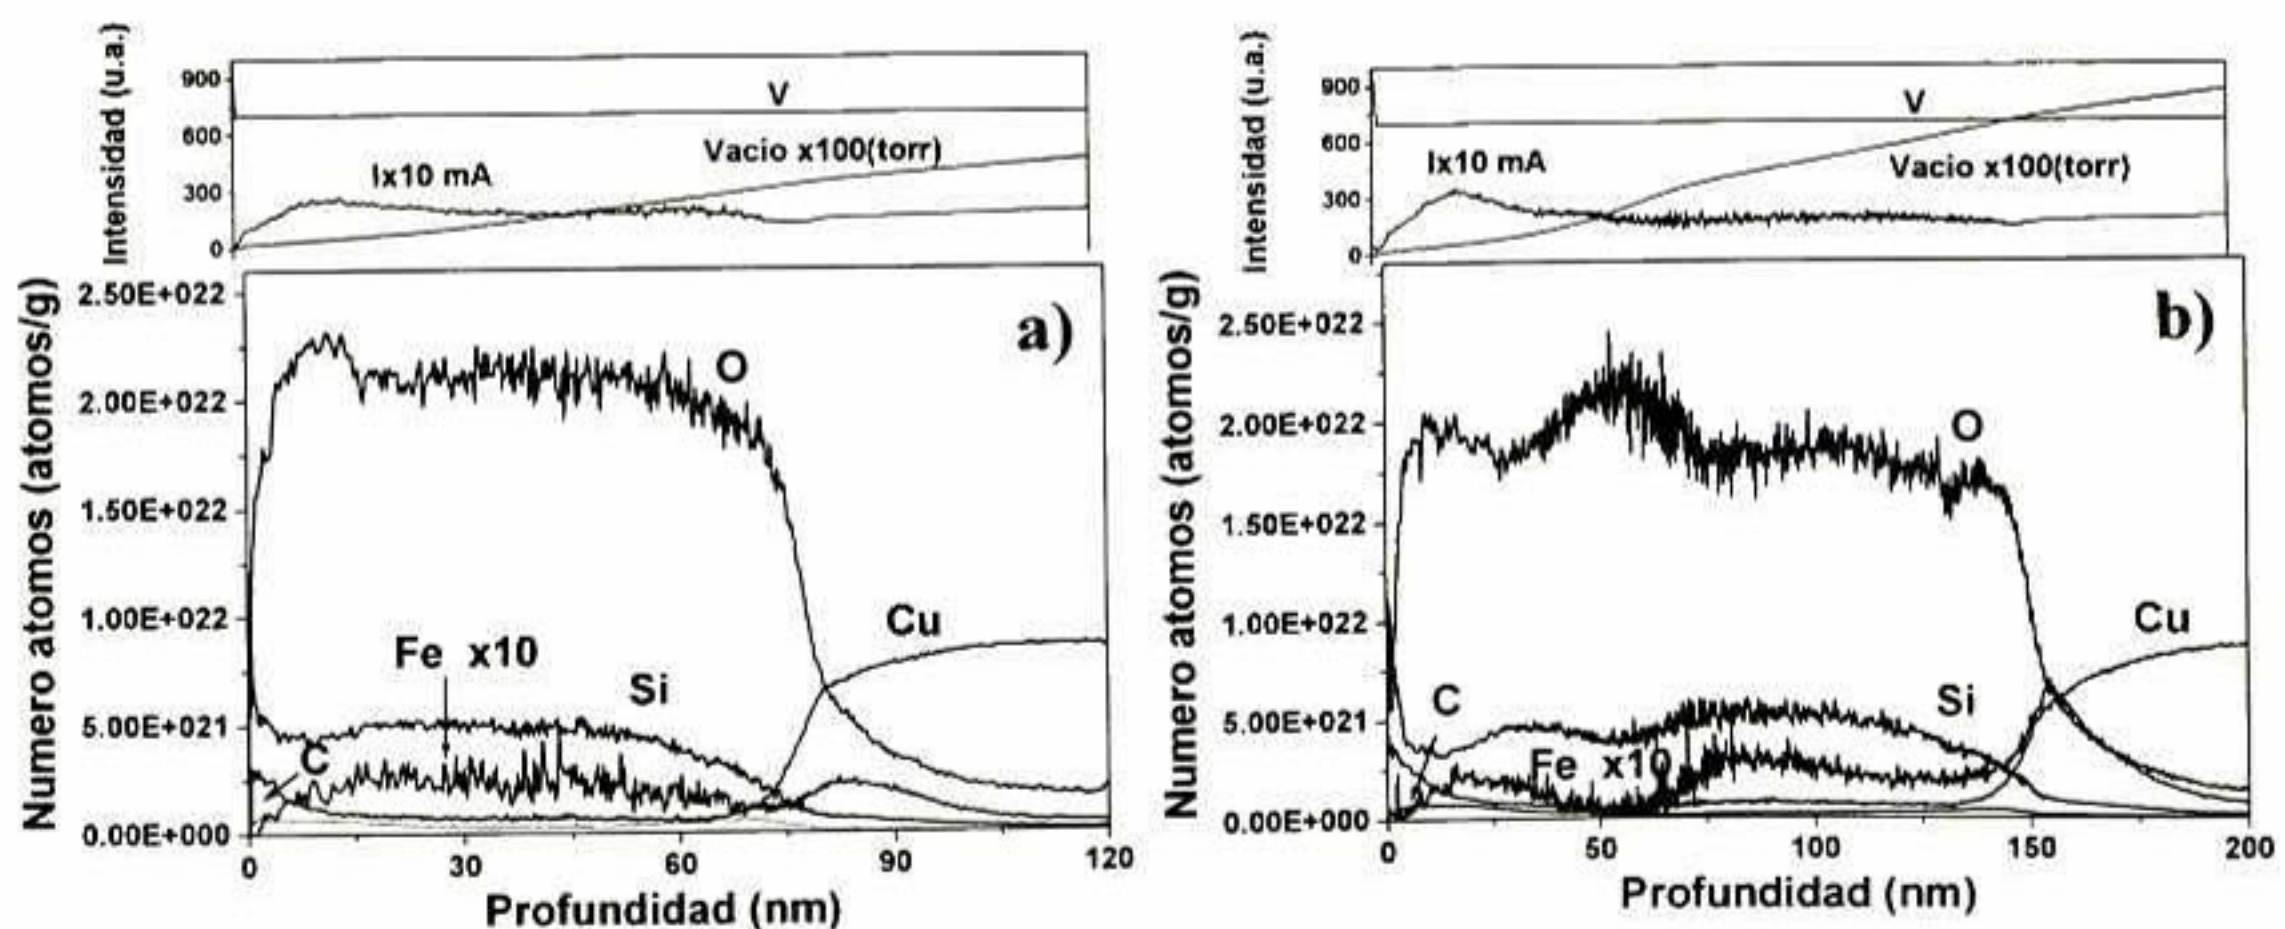 Intensidad (u.a.)
900
600
300
0
V
Vacio x100(torr)
Ix10 mA
Numero atomos (atomos/g)
2.50E+022
2.00E+022
1.50E+022
1.00E+022
5.00E+021
0.00E+000
a)
O
Cu
Fe x10
Si
C
0 30 60 90 120
Profundidad (nm)
Intensidad (u.a.)
900
600
300
0
V
Ix10 mA
Vacio x100(torr)
Numero atomos (atomos/g)
2.50E+022
2.00E+022
1.50E+022
1.00E+022
5.00E+021
0.00E+000
b)
O
Cu
C
Si
Fe x10
0 50 100 150 200
Profundidad (nm)